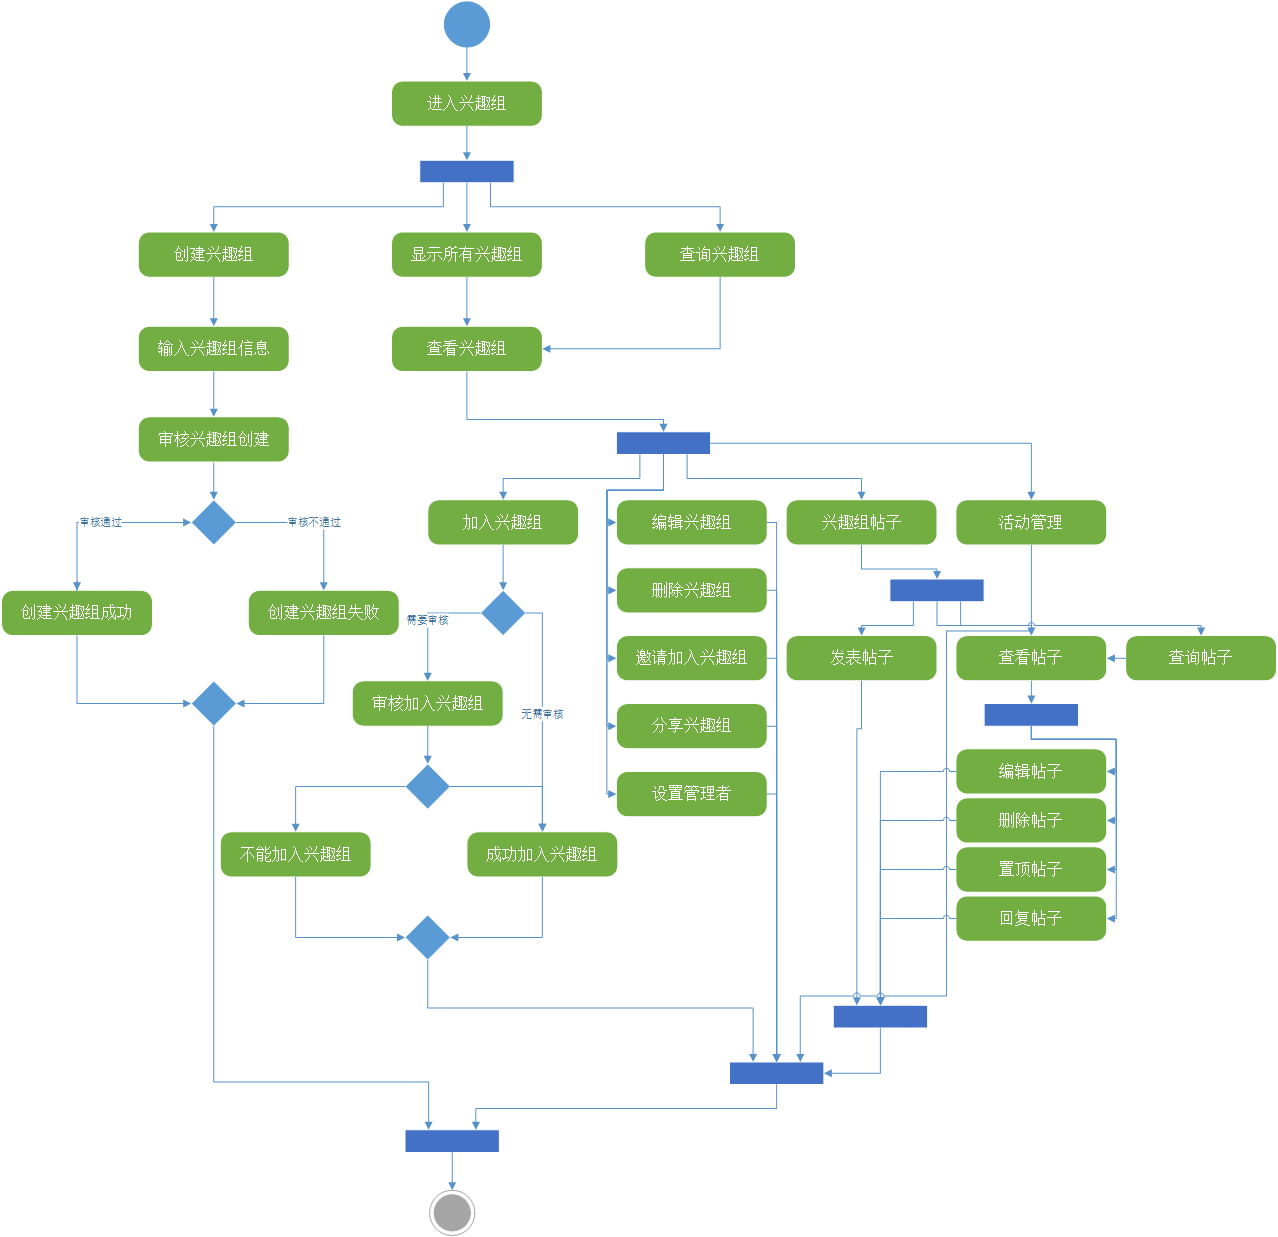 进入兴趣组
创建兴趣组
显示所有兴趣组
查询兴趣组
输入兴趣组信息
查看兴趣组
审核兴趣组创建
审核通过
审核不通过
加入兴趣组
编辑兴趣组
兴趣组帖子
活动管理
删除兴趣组
创建兴趣组成功
创建兴趣组失败
需要审核
邀请加入兴趣组
发表帖子
查看帖子
查询帖子
审核加入兴趣组
无需审核
分享兴趣组
编辑帖子
设置管理者
删除帖子
不能加入兴趣组
成功加入兴趣组
置顶帖子
回复帖子